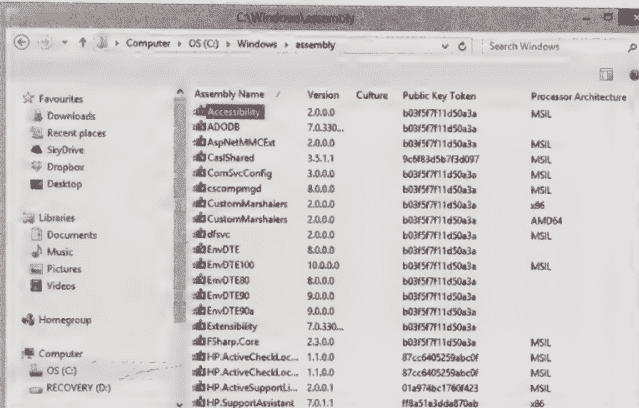 C:\Windows\assembly
Computer OS (C:) Windows assembly Search Windows
Assembly Name Version Culture Public Key Token Processor Architecture
Favourites
Downloads
Recent places
SkyDrive
Dropbox
Desktop
Libraries
Documents
Music
Pictures
Videos
Homegroup
Computer
OS (C:)
RECOVERY (D:)
Accessibility 2.0.0.0 b03f5f7f11d50a3a MSIL
ADODB 7.0.330... b03f5f7f11d50a3a
AspNetMMCExt 2.0.0.0 b03f5f7f11d50a3a MSIL
CaslShared 3.5.1.1 9c6f83d5b7f3d097 MSIL
ComSvcConfig 3.0.0.0 b03f5f7f11d50a3a MSIL
cscompmgd 8.0.0.0 b03f5f7f11d50a3a MSIL
CustomMarshalers 2.0.0.0 b03f5f7f11d50a3a x86
CustomMarshalers 2.0.0.0 b03f5f7f11d50a3a AMD64
dfsvc 2.0.0.0 b03f5f7f11d50a3a MSIL
EnvDTE 8.0.0.0 b03f5f7f11d50a3a
EnvDTE100 10.0.0.0 b03f5f7f11d50a3a MSIL
EnvDTE80 8.0.0.0 b03f5f7f11d50a3a
EnvDTE90 9.0.0.0 b03f5f7f11d50a3a
EnvDTE90a 9.0.0.0 b03f5f7f11d50a3a
Extensibility 7.0.330... b03f5f7f11d50a3a
FSharp.Core 2.3.0.0 b03f5f7f11d50a3a MSIL
HP.ActiveCheckLoc... 1.1.0.0 87cc6405259abc0f MSIL
HP.ActiveCheckLoc... 1.1.0.0 87cc6405259abc0f MSIL
HP.ActiveSupportLi... 2.0.0.1 01a974bc1760f423 MSIL
HP.SupportAssistant 7.0.1.1 ff8a51a3dda870ab x86